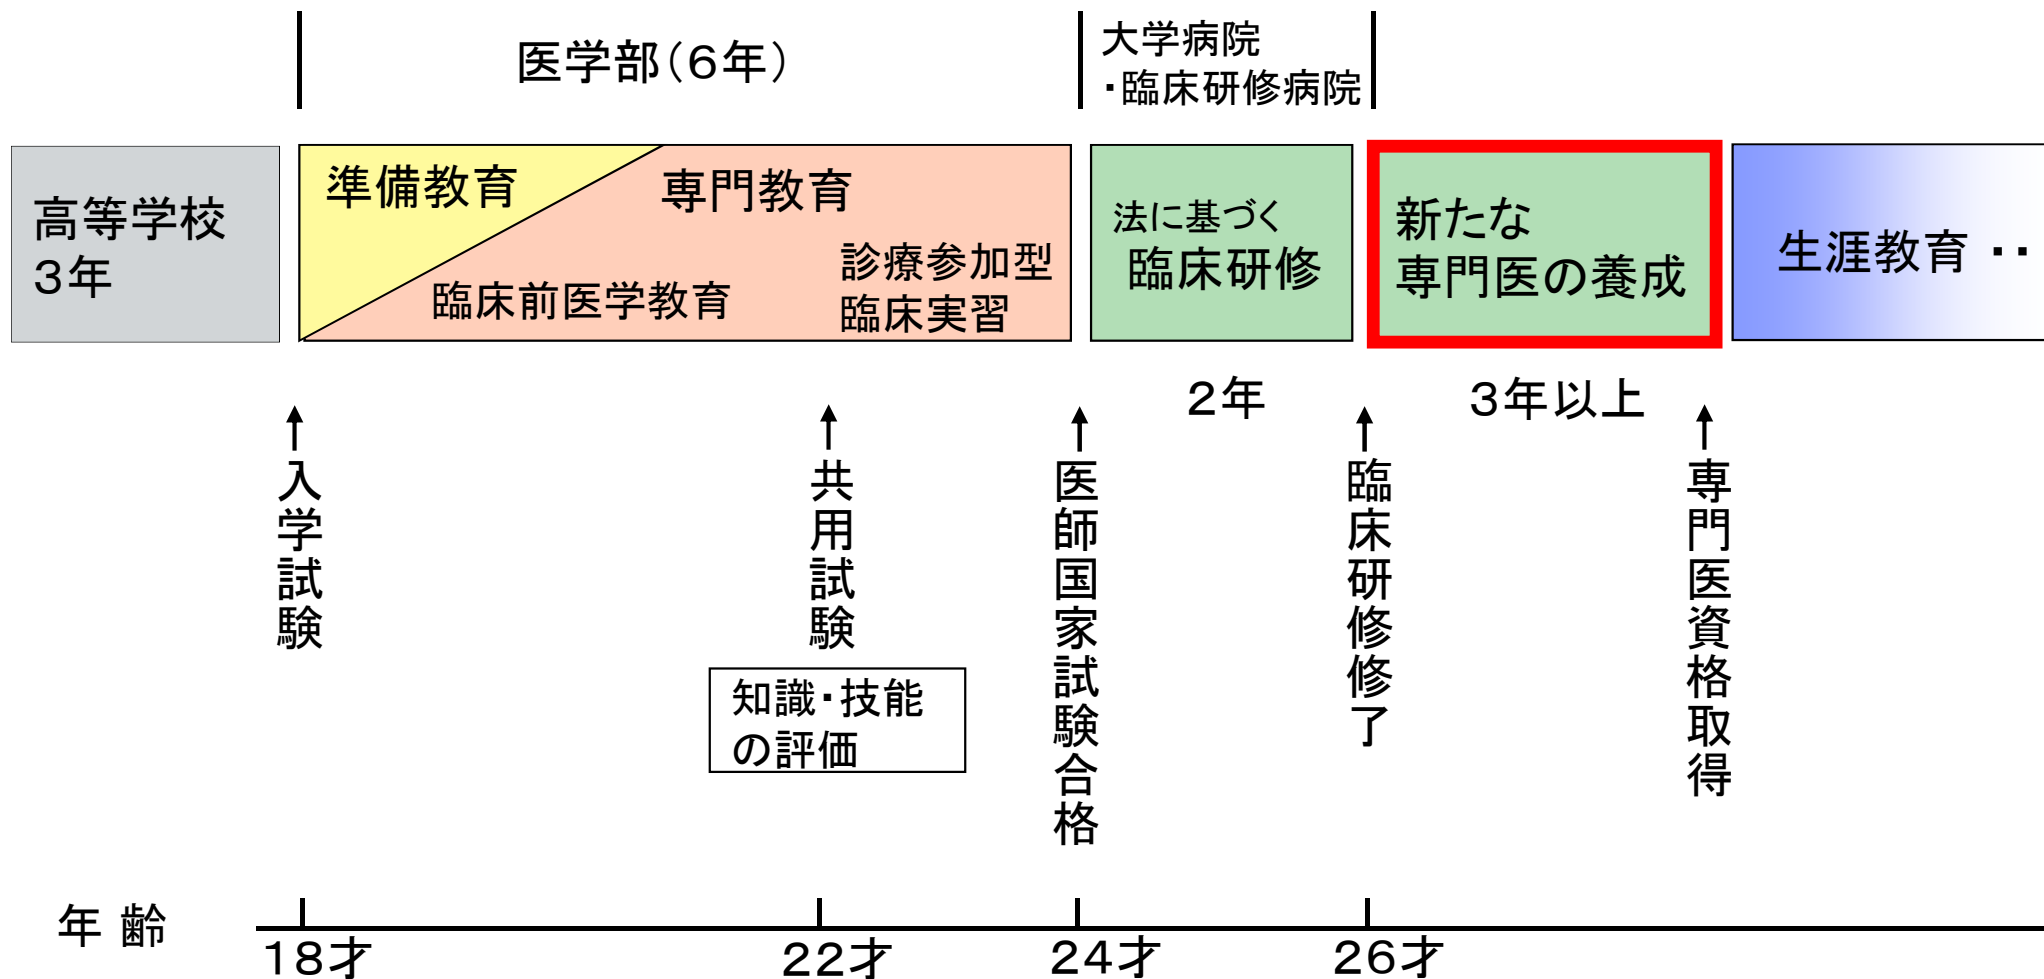 医学部(6年)
大学病院
・臨床研修病院
高等学校
3年
準備教育
専門教育
臨床前医学教育
診療参加型
臨床実習
法に基づく
臨床研修
新たな
専門医の養成
生涯教育・・
2年
3年以上
入学試験
共用試験
知識・技能
の評価
医師国家試験合格
臨床研修修了
専門医資格取得
年 齢
18才
22才
24才
26才